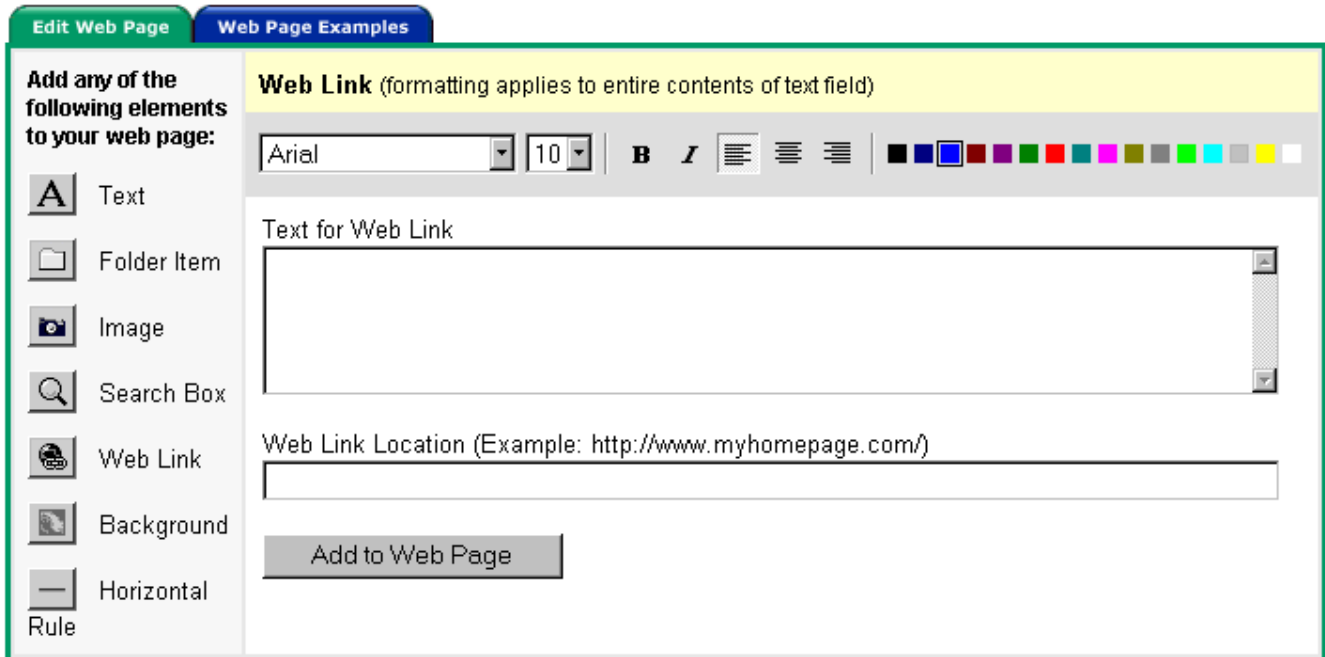 Edit Web Page
Web Page Examples
Add any of the
following elements
to your web page:
A Text
Folder Item
Image
Search Box
Web Link
Background
Horizontal
Rule
Web Link (formatting applies to entire contents of text field)
Arial 10 B I
Text for Web Link
Web Link Location (Example: http://www.myhomepage.com/)
Add to Web Page